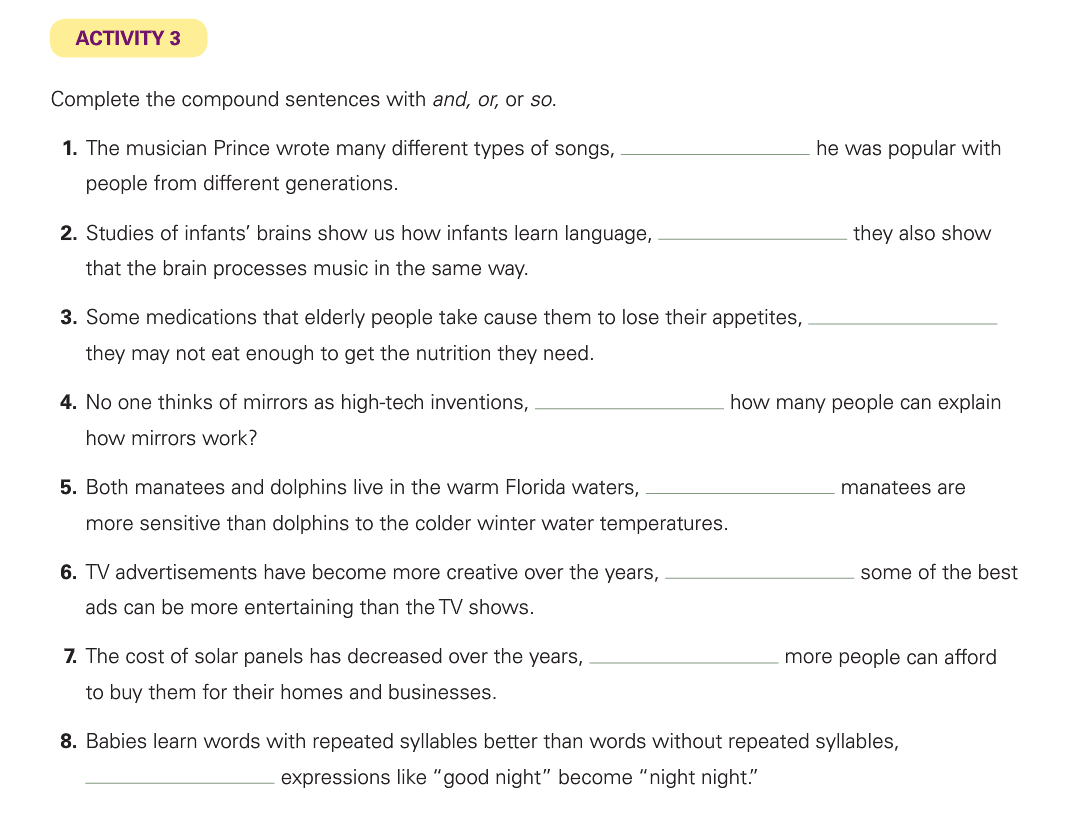 ACTIVITY 3
Complete the compound sentences with and, or, or so.
1. The musician Prince wrote many different types of songs, ____________ he was popular with
people from different generations.
2. Studies of infants’ brains show us how infants learn language, ____________ they also show
that the brain processes music in the same way.
3. Some medications that elderly people take cause them to lose their appetites, ____________
they may not eat enough to get the nutrition they need.
4. No one thinks of mirrors as high-tech inventions, ____________ how many people can explain
how mirrors work?
5. Both manatees and dolphins live in the warm Florida waters, ____________ manatees are
more sensitive than dolphins to the colder winter water temperatures.
6. TV advertisements have become more creative over the years, ____________ some of the best
ads can be more entertaining than the TV shows.
7. The cost of solar panels has decreased over the years, ____________ more people can afford
to buy them for their homes and businesses.
8. Babies learn words with repeated syllables better than words without repeated syllables,
____________ expressions like “good night” become “night night.”